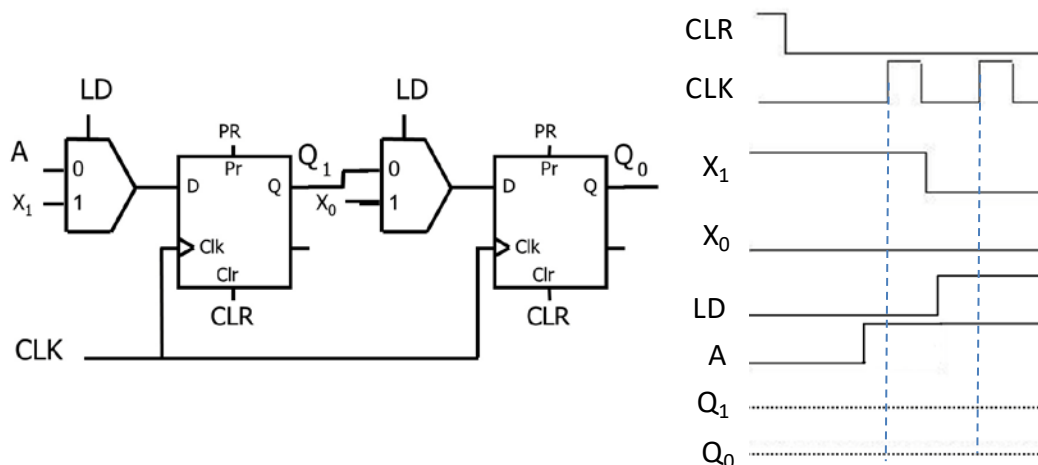 LD
A
0
X₁
1
PR
Pr
D
Q
Clk
Clr
CLR
Q₁
LD
0
X₀
1
PR
Pr
D
Q
Clk
Clr
CLR
Q₀
CLK
CLR
CLK
X₁
X₀
LD
A
Q₁
Q₀